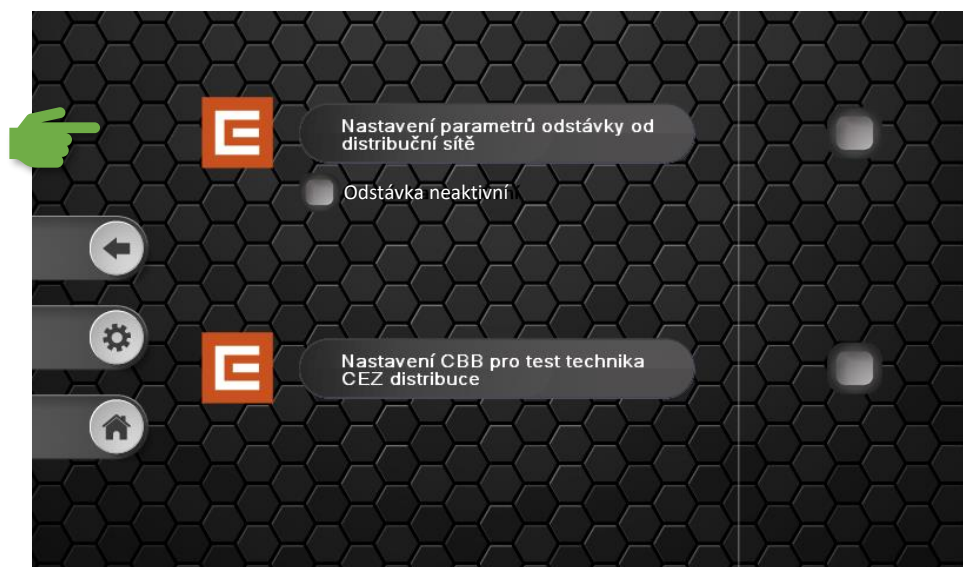 Nastavení parametrů odstávky od
distribuční sítě
Odstávka neaktivní
Nastavení CBB pro test technika
CEZ distribuce